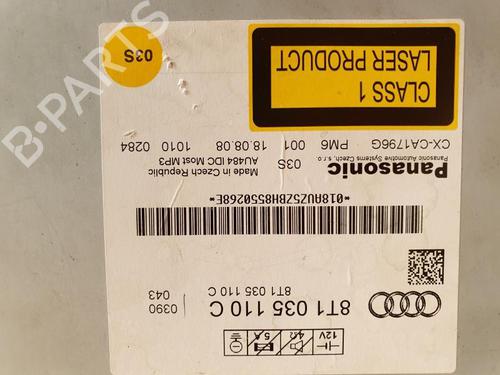 12V 4Ω 5A
8T1 035 110 C
8T1 035 110 C
0390
043
*018AUZ5ZBH8550268E*
Panasonic
Panasonic Automotive Systems Czech, s.r.o.
Made in Czech Republic
AU484 IDC Most MP3
CX-CA1796G PM6 001 18.08.08 1010 0284
03S
CLASS 1
LASER PRODUCT
03S
B-PARTS